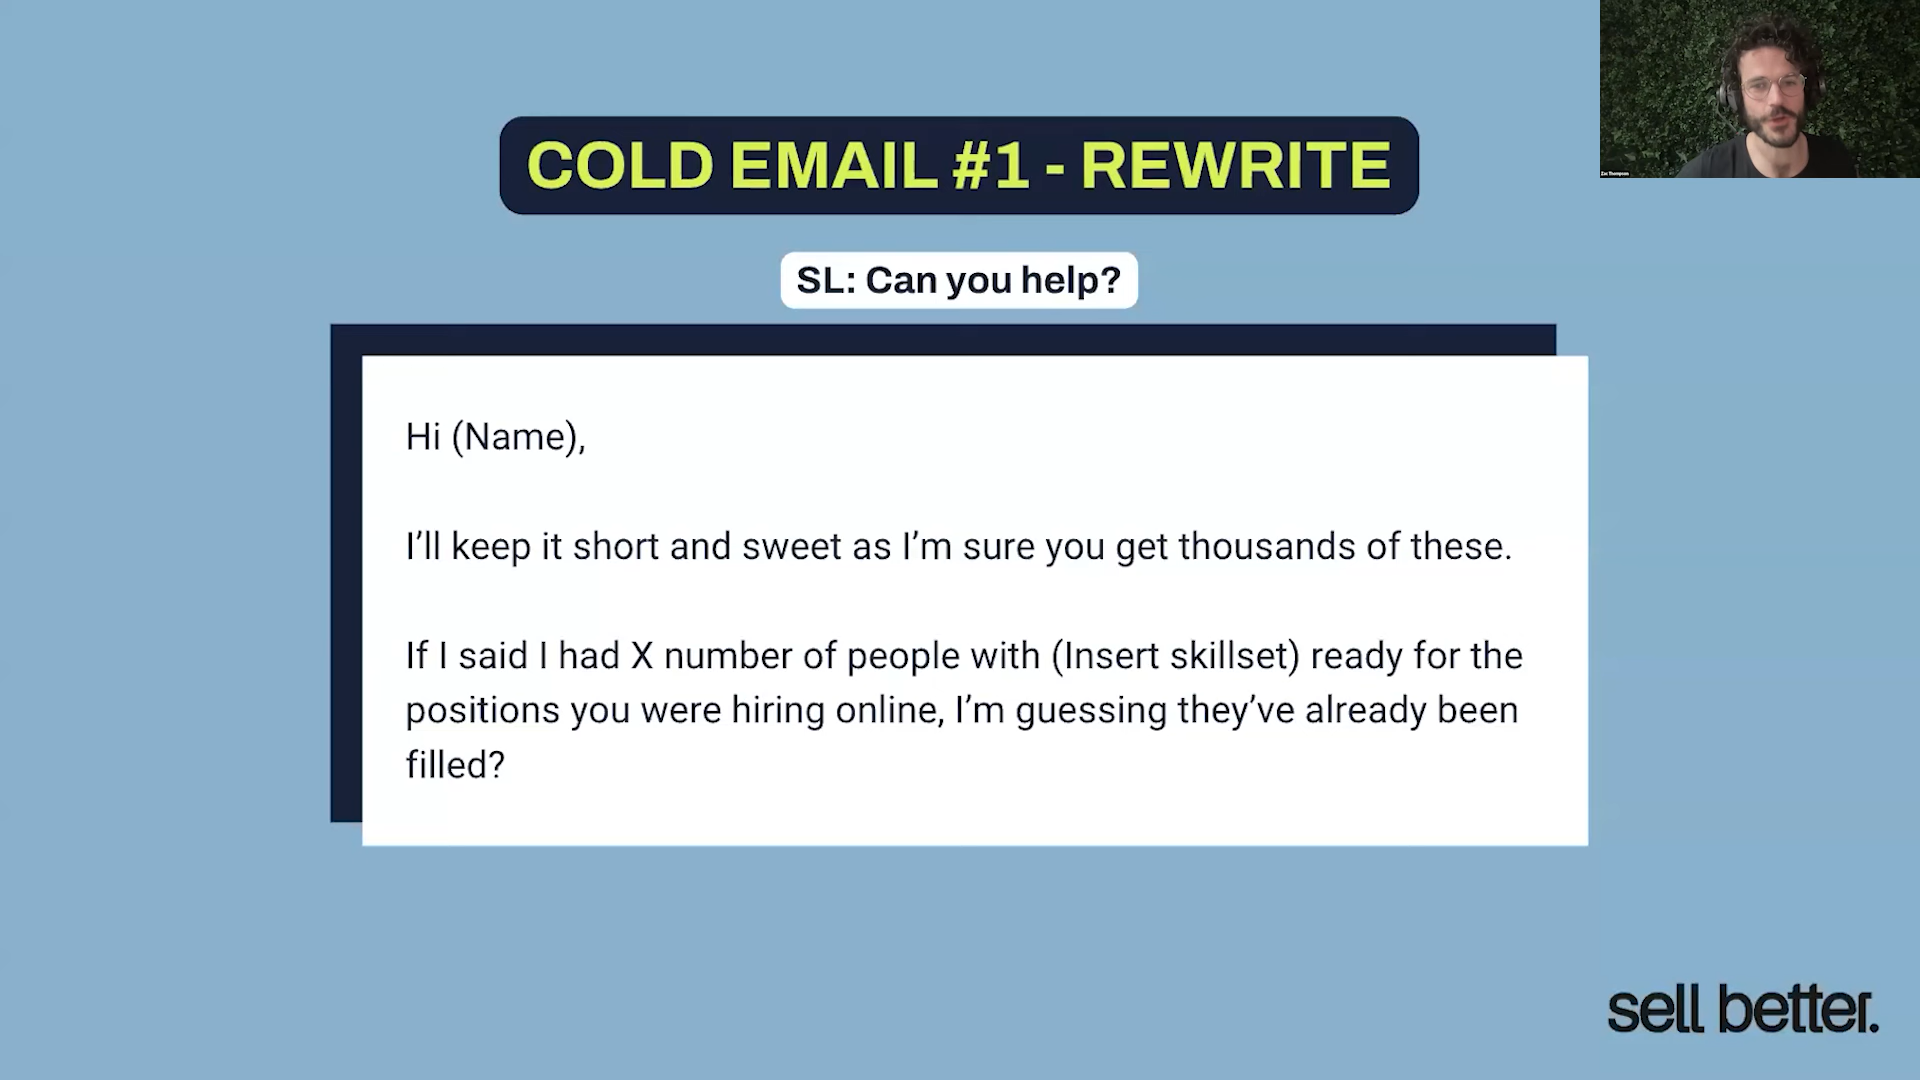 COLD EMAIL #1 - REWRITE
SL: Can you help?
Hi (Name),
I’ll keep it short and sweet as I’m sure you get thousands of these.
If I said I had X number of people with (Insert skillset) ready for the
positions you were hiring online, I’m guessing they’ve already been
filled?
Zac Thompson
sell better.